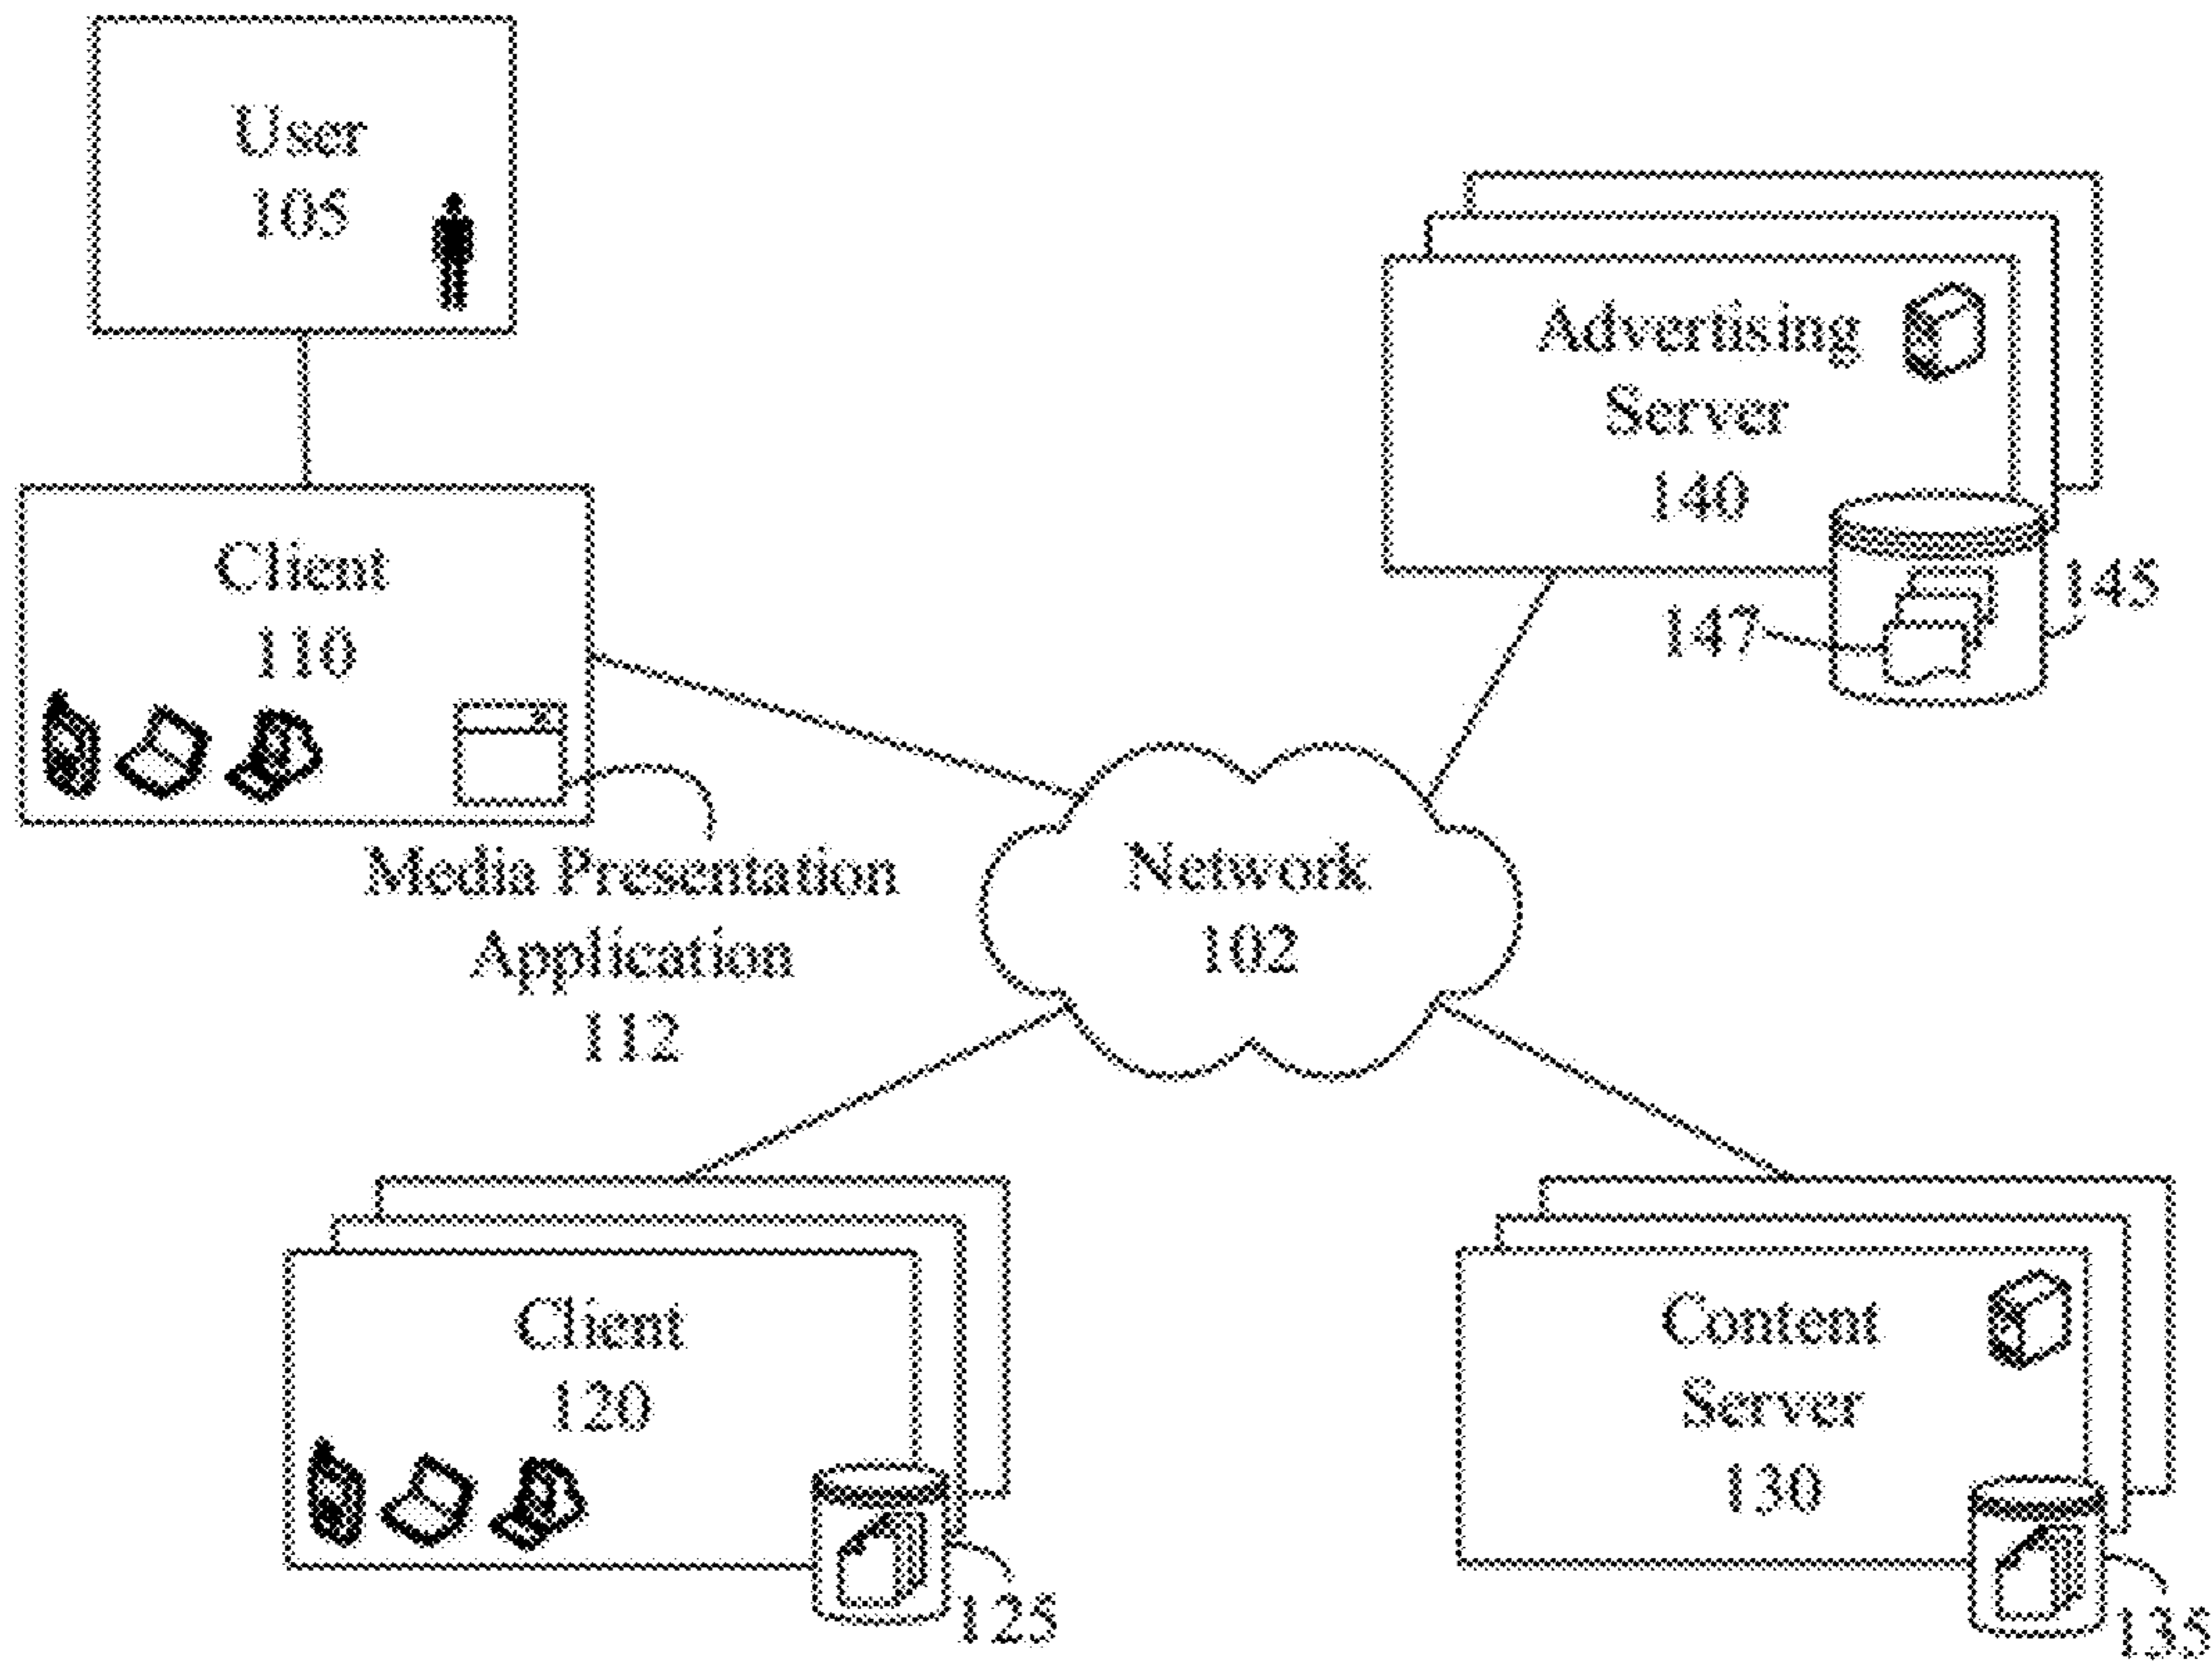 User
105
Advertising
Server
140
145
147
Client
110
Media Presentation
Application
112
Network
102
Client
120
125
Content
Server
130
135